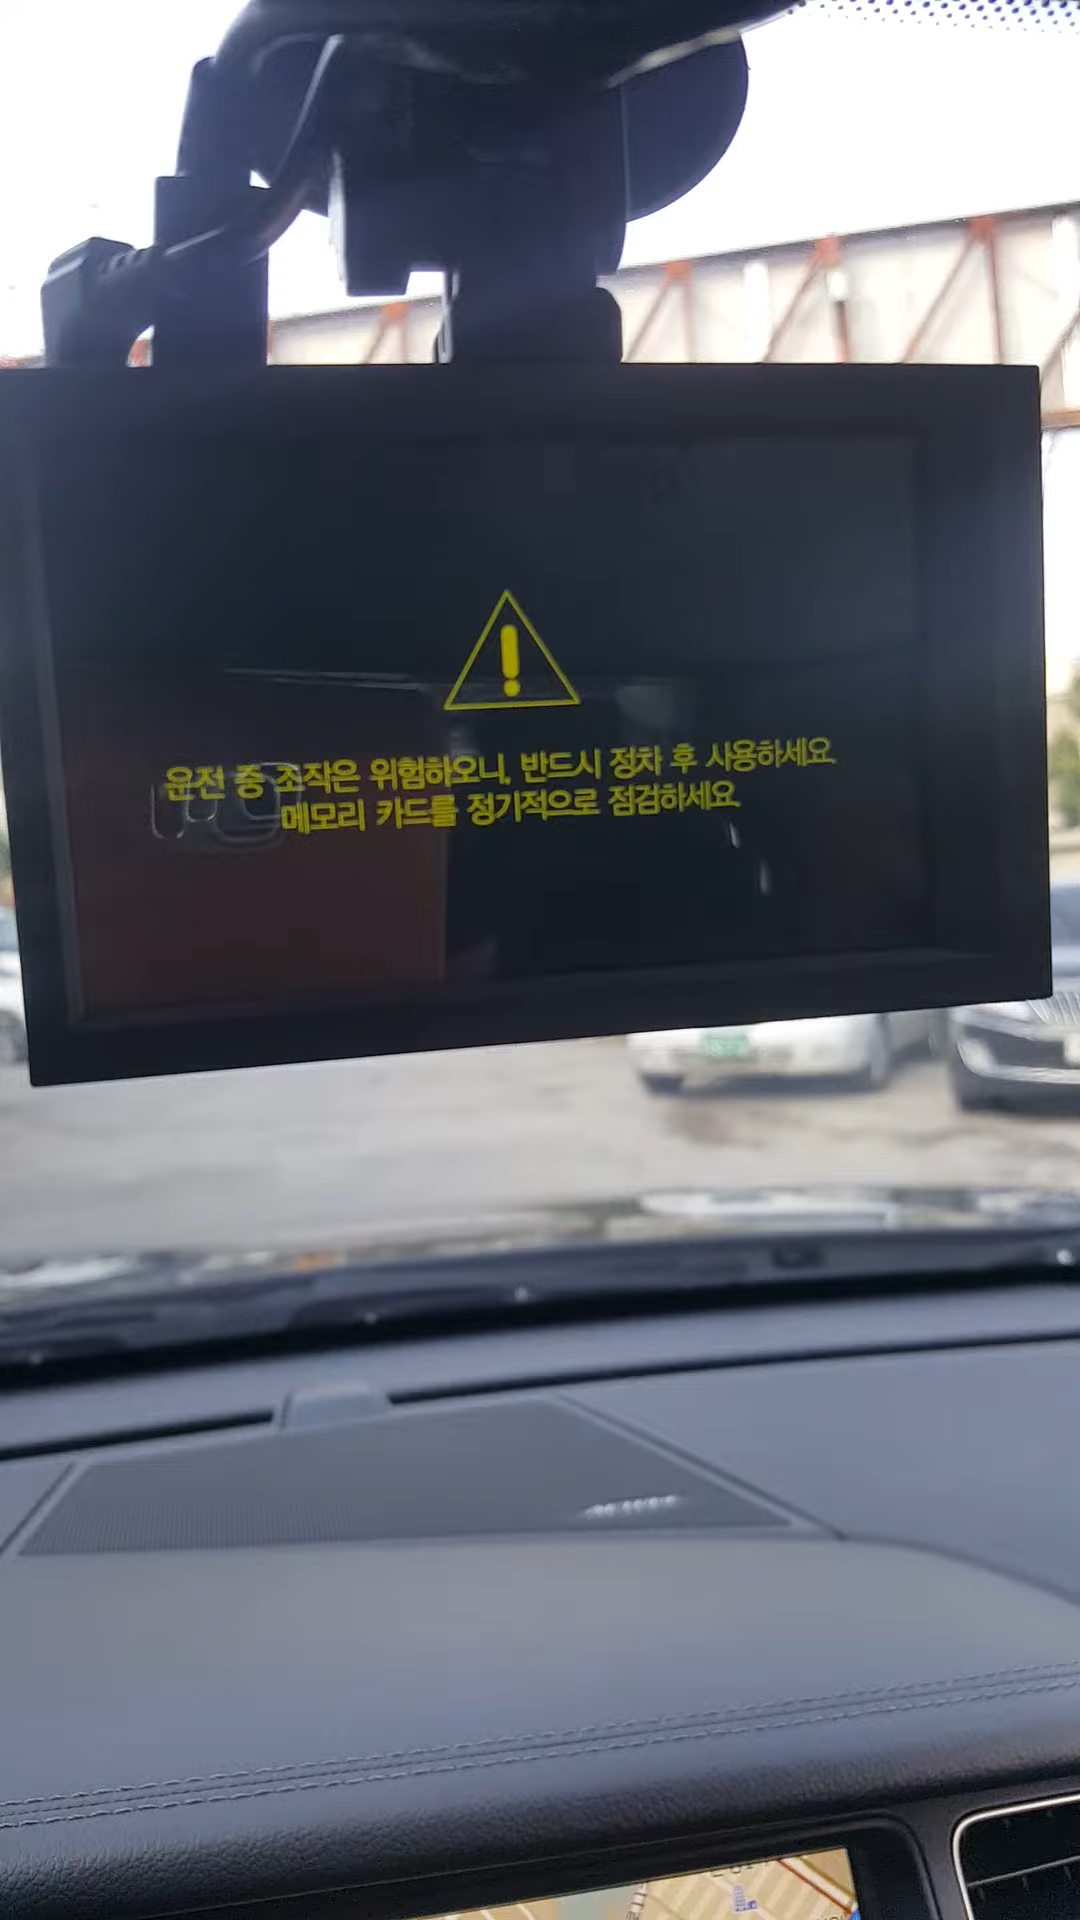 운전 중 조작은 위험하오니, 반드시 정차 후 사용하세요.
메모리 카드를 정기적으로 점검하세요.